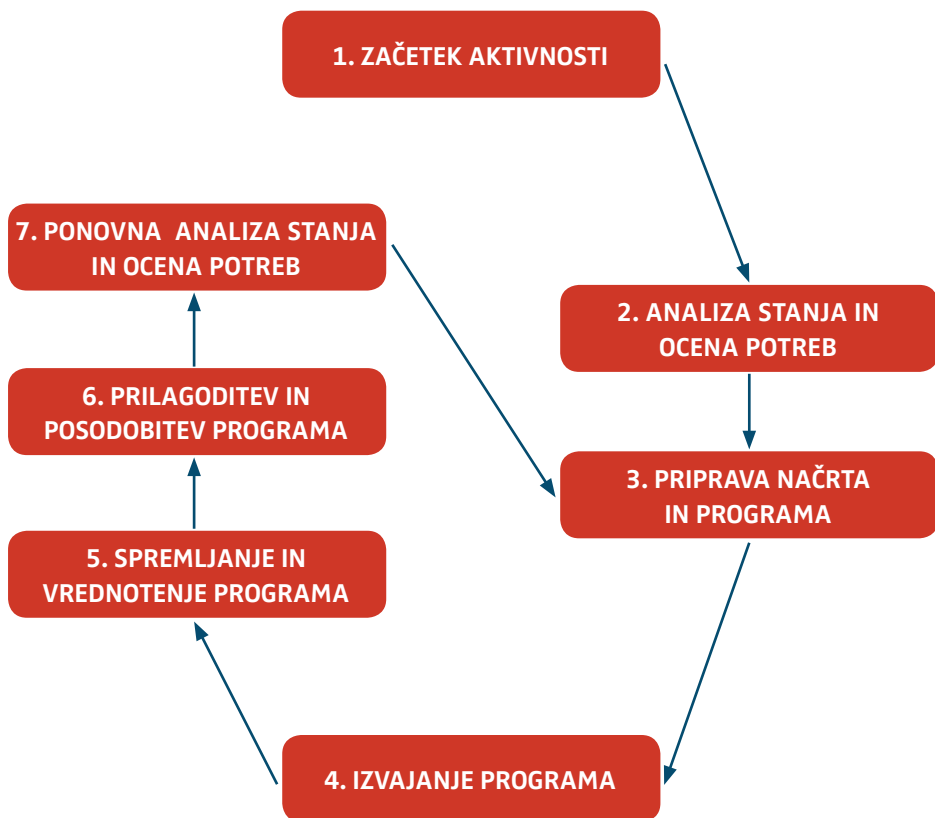 1. ZAČETEK AKTIVNOSTI
2. ANALIZA STANJA IN
OCENA POTREB
3. PRIPRAVA NAČRTA
IN PROGRAMA
4. IZVAJANJE PROGRAMA
5. SPREMLJANJE IN
VREDNOTENJE PROGRAMA
6. PRILAGODITEV IN
POSODOBITEV PROGRAMA
7. PONOVNA ANALIZA STANJA
IN OCENA POTREB